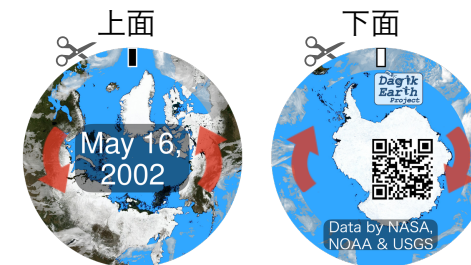 上面
下面
May 16,
2002
Dagik
Earth
Project
Data by NASA,
NOAA & USGS